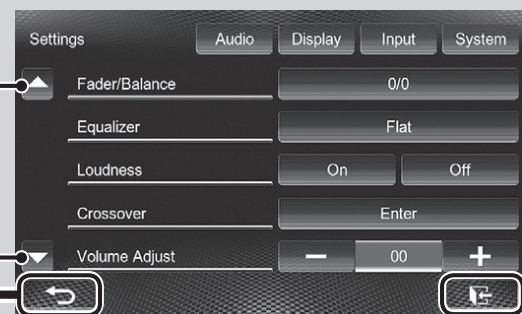 Settings Audio Display Input System
Fader/Balance 0/0
Equalizer Flat
Loudness On Off
Crossover Enter
Volume Adjust − 00 +